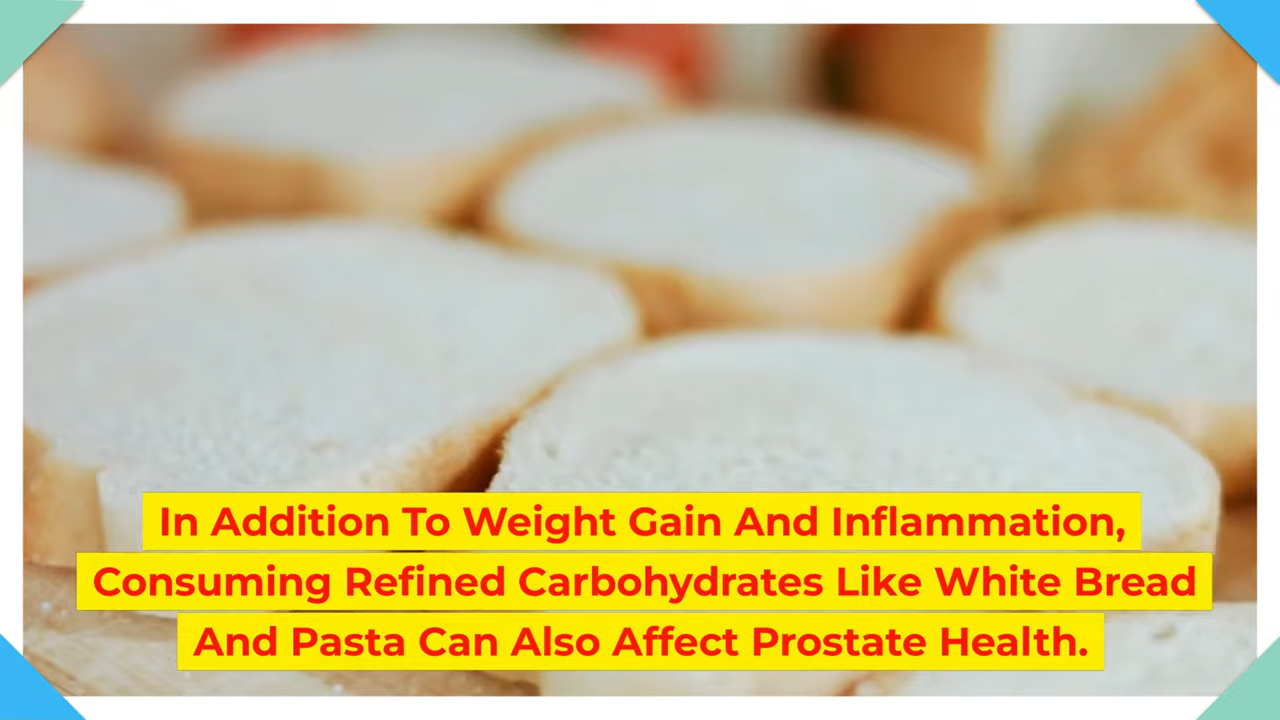 In Addition To Weight Gain And Inflammation,
Consuming Refined Carbohydrates Like White Bread
And Pasta Can Also Affect Prostate Health.